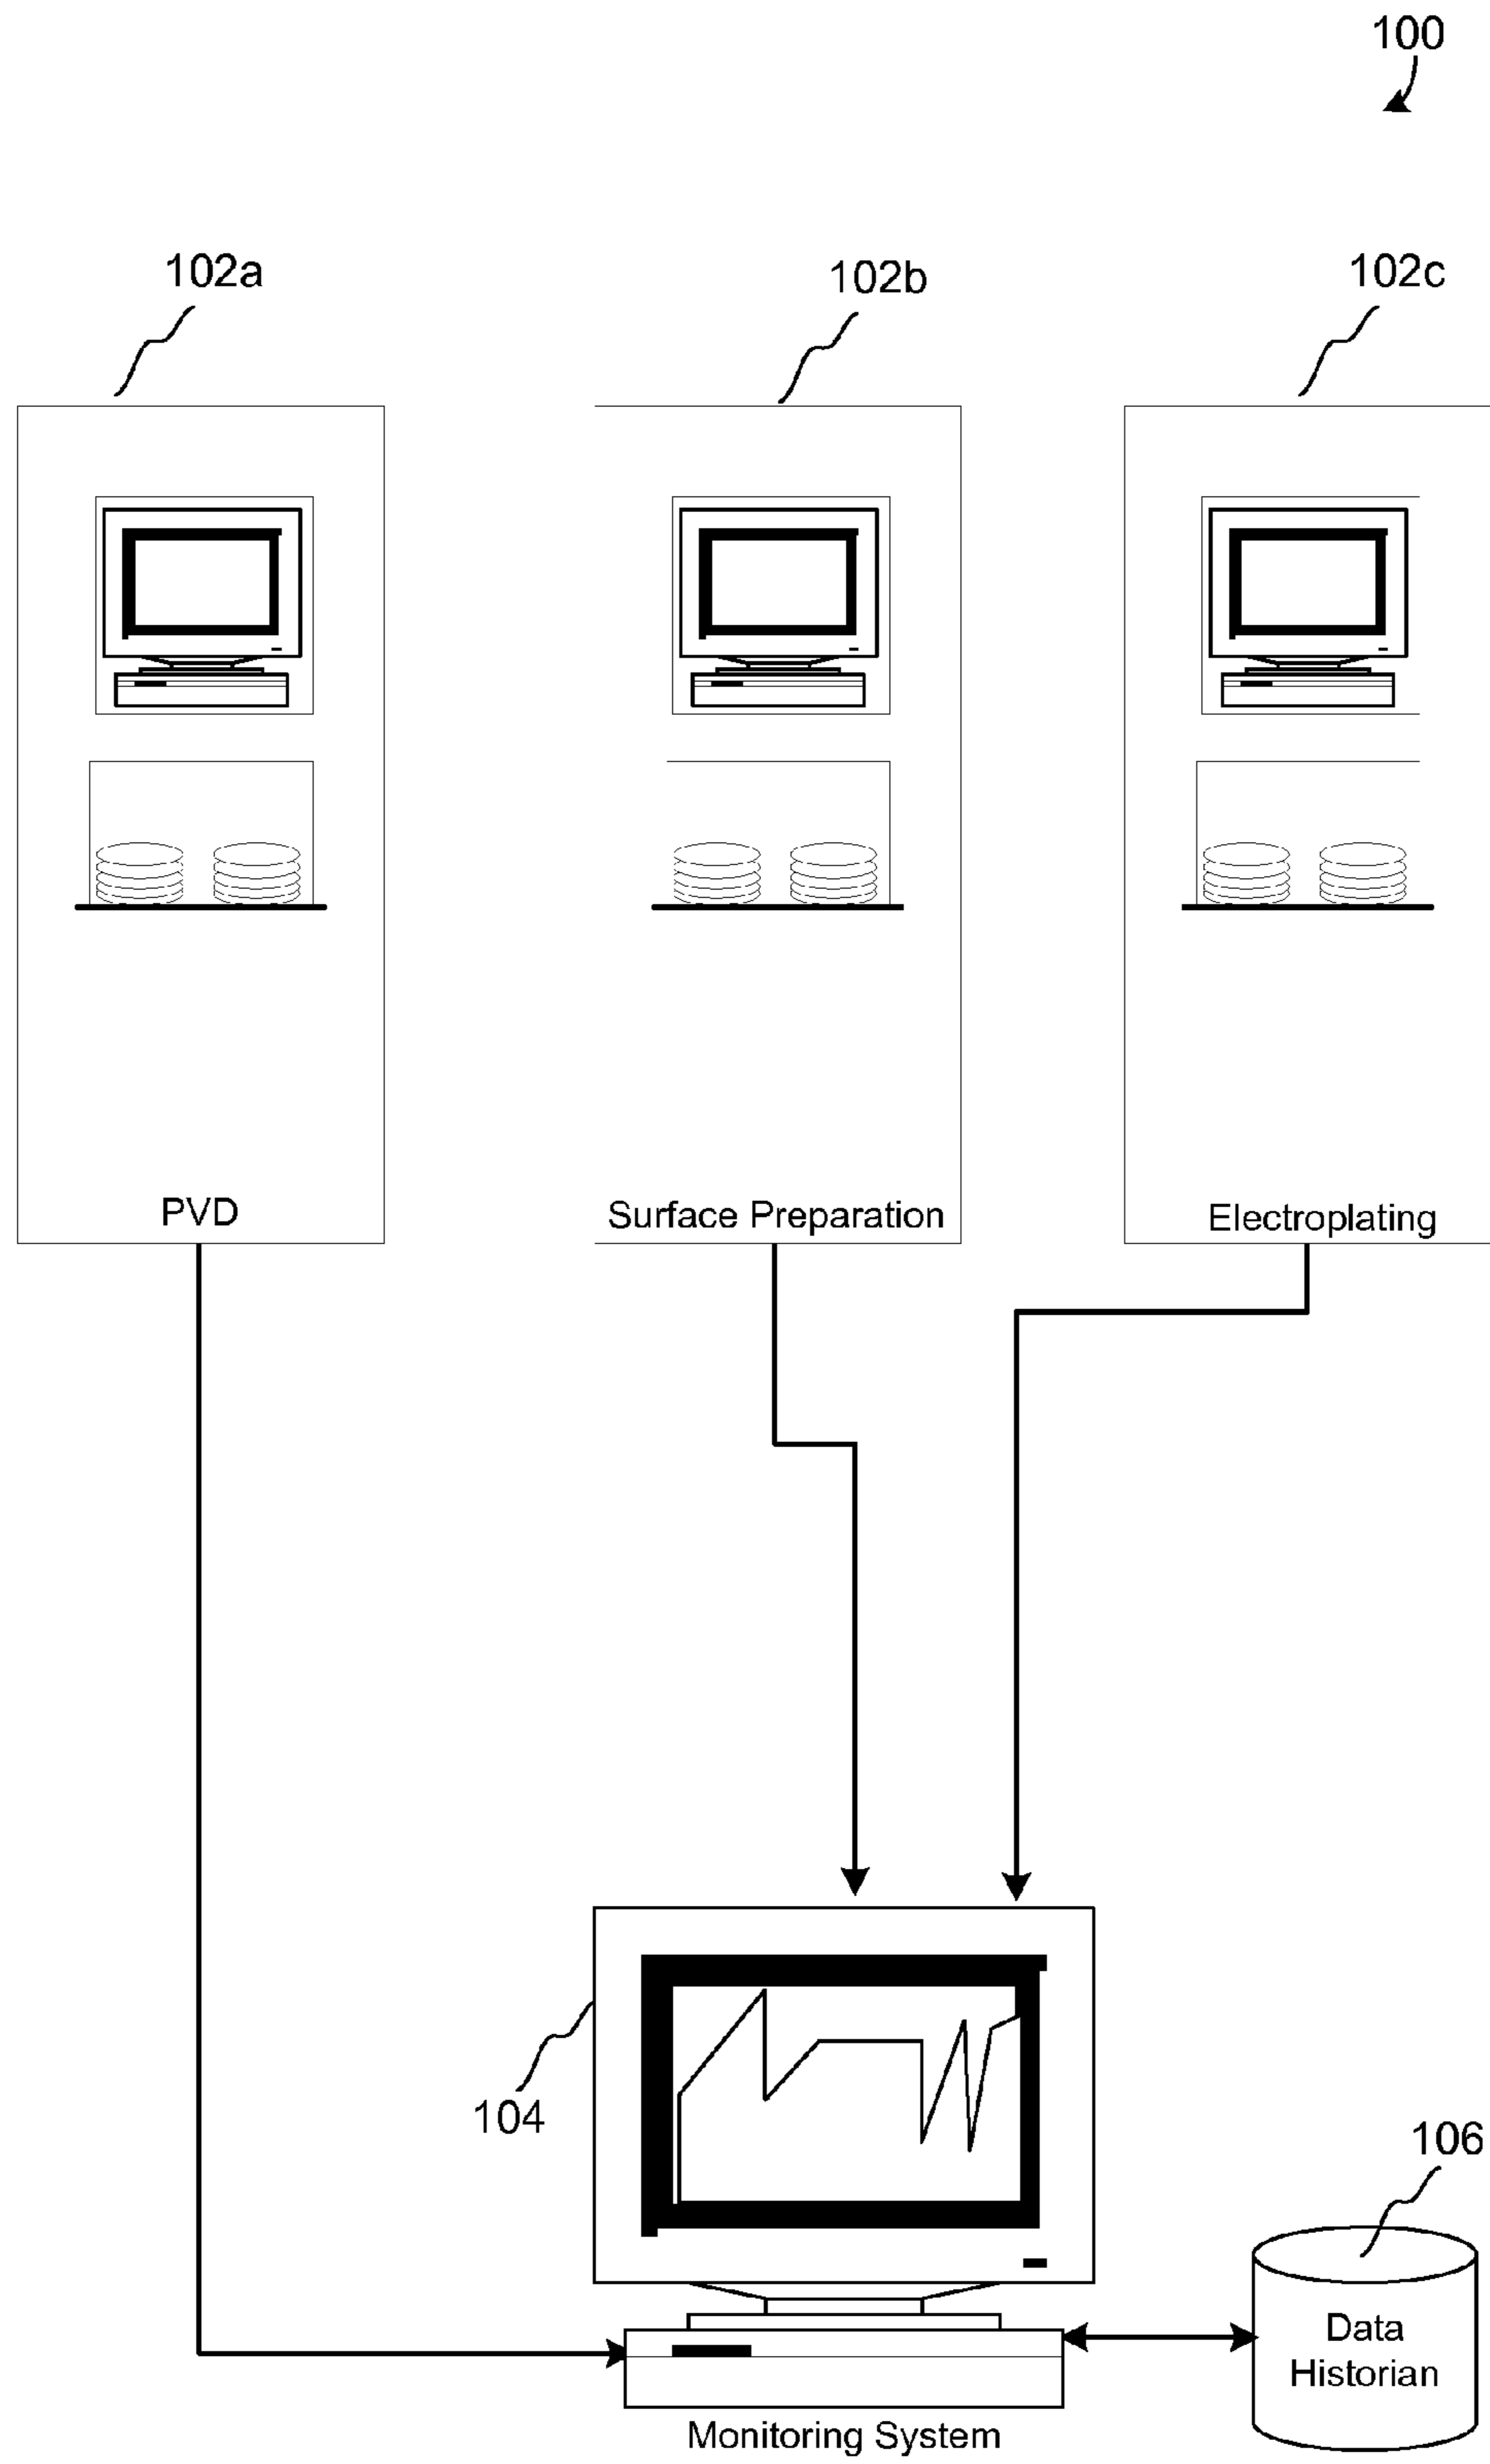 100
102a
102b
102c
PVD
Surface Preparation
Electroplating
104
106
Data
Historian
Monitoring System